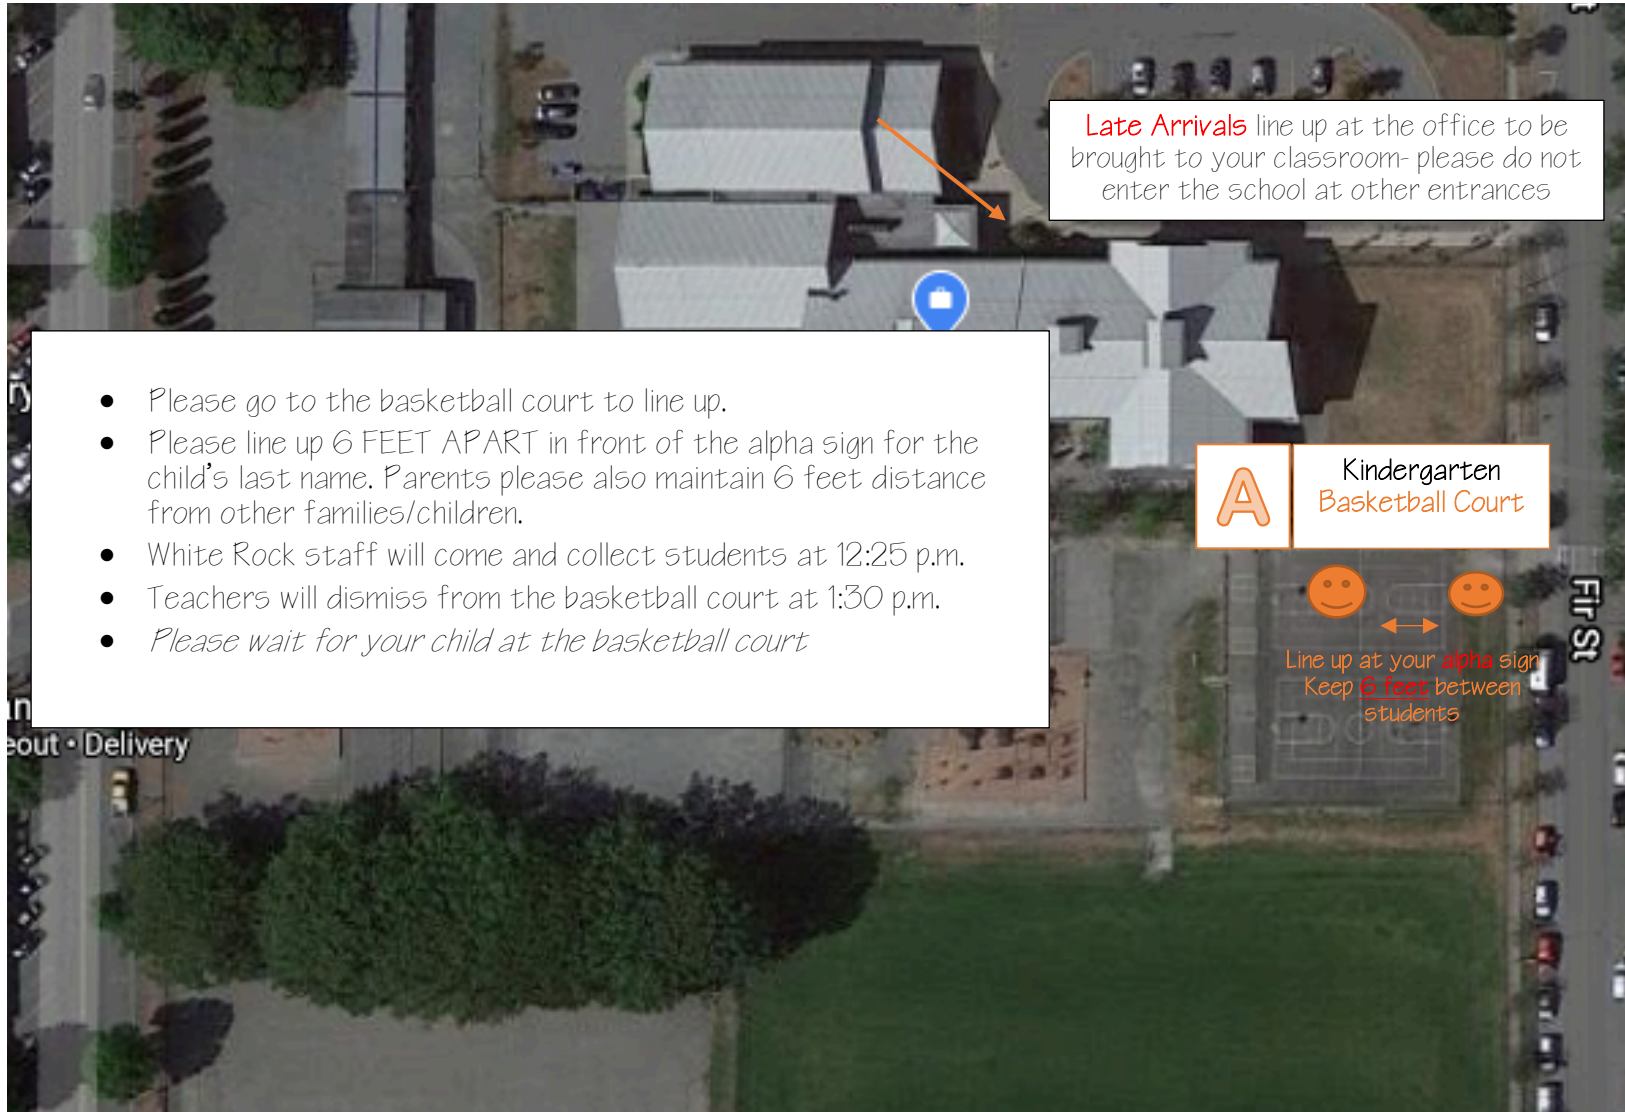 Late Arrivals line up at the office to be
brought to your classroom- please do not
enter the school at other entrances
• Please go to the basketball court to line up.
• Please line up 6 FEET APART in front of the alpha sign for the
child's last name. Parents please also maintain 6 feet distance
from other families/children.
• White Rock staff will come and collect students at 12:25 p.m.
• Teachers will dismiss from the basketball court at 1:30 p.m.
• Please wait for your child at the basketball court
A
Kindergarten
Basketball Court
Line up at your alpha sign
Keep 6 feet between
students
Fir St
eout • Delivery